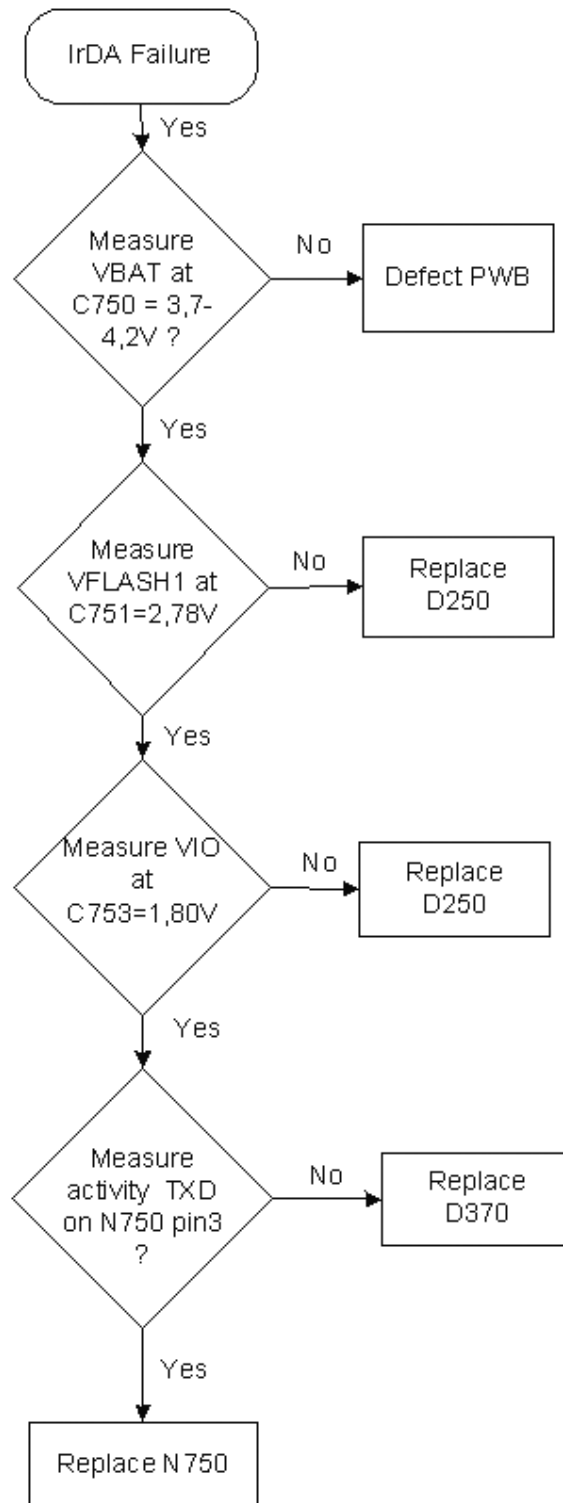 IrDA Failure
Yes
Measure
VBAT at
C750 = 3,7-
4,2V ?
No
Defect PWB
Yes
Measure
VFLASH1 at
C751=2,78V
No
Replace
D250
Yes
Measure VIO
at
C753=1,80V
No
Replace
D250
Yes
Measure
activity TXD
on N750 pin3
?
No
Replace
D370
Yes
Replace N750